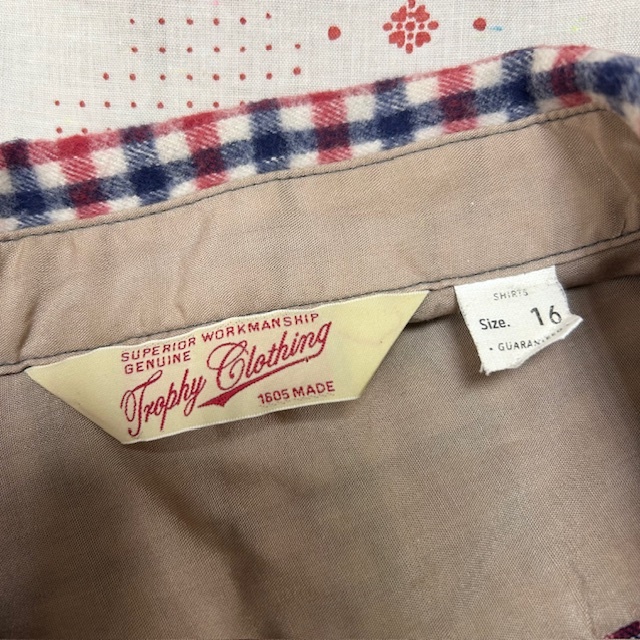 SUPERIOR WORKMANSHIP
GENUINE
Trophy Clothing
1605 MADE
SHIRTS
Size. 16